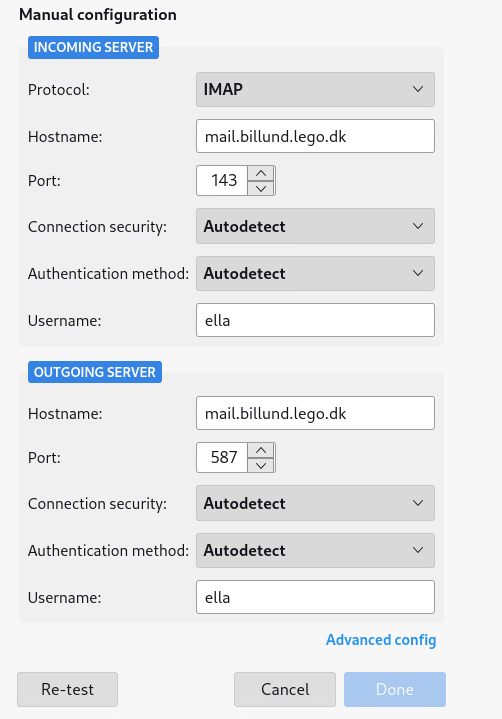 Manual configuration
INCOMING SERVER
Protocol: IMAP
Hostname: mail.billund.lego.dk
Port: 143
Connection security: Autodetect
Authentication method: Autodetect
Username: ella
OUTGOING SERVER
Hostname: mail.billund.lego.dk
Port: 587
Connection security: Autodetect
Authentication method: Autodetect
Username: ella
Advanced config
Re-test Cancel Done